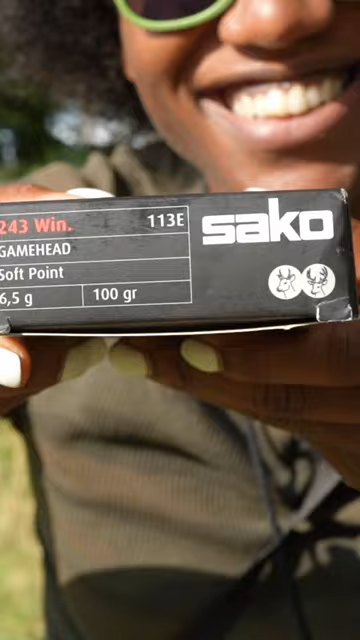 243 Win. 113E
GAMEHEAD
Soft Point
6,5 g 100 gr
sako